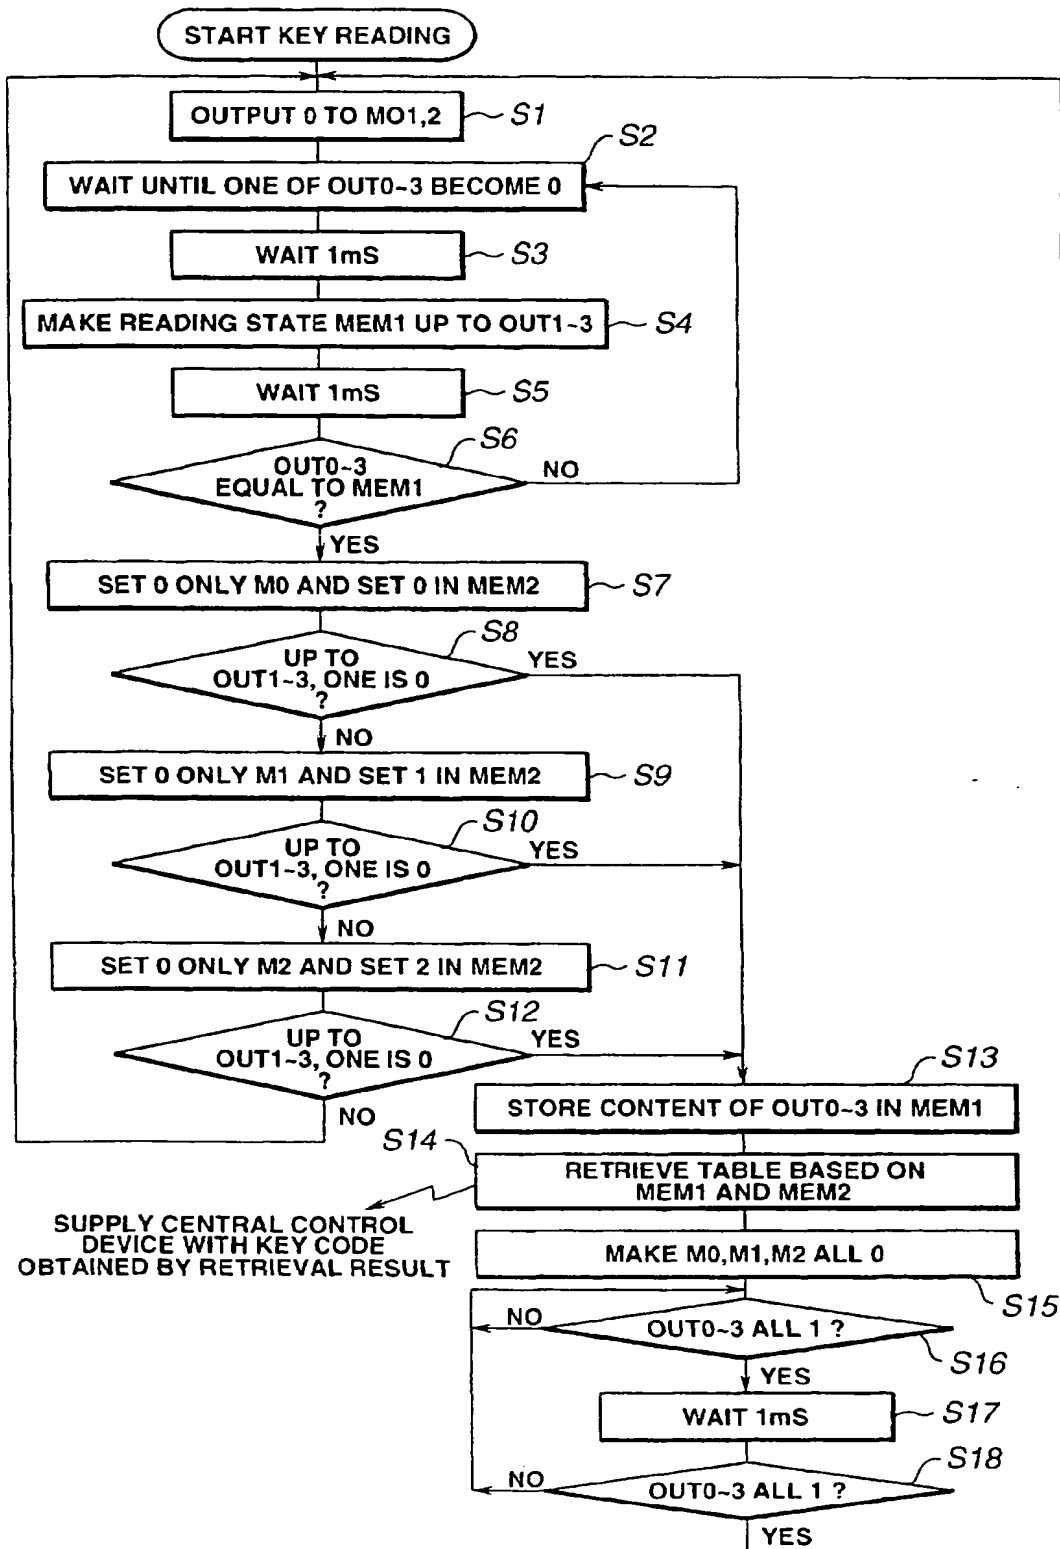 START KEY READING
OUTPUT 0 TO MO1,2
S1
S2
WAIT UNTIL ONE OF OUT0~3 BECOME 0
WAIT 1mS
S3
MAKE READING STATE MEM1 UP TO OUT1~3
S4
WAIT 1mS
S5
S6
OUT0~3
EQUAL TO MEM1
?
NO
YES
SET 0 ONLY M0 AND SET 0 IN MEM2
S7
S8
UP TO
OUT1~3, ONE IS 0
?
YES
NO
SET 0 ONLY M1 AND SET 1 IN MEM2
S9
S10
UP TO
OUT1~3, ONE IS 0
?
YES
NO
SET 0 ONLY M2 AND SET 2 IN MEM2
S11
S12
UP TO
OUT1~3, ONE IS 0
?
YES
NO
S13
STORE CONTENT OF OUT0~3 IN MEM1
S14
RETRIEVE TABLE BASED ON
MEM1 AND MEM2
SUPPLY CENTRAL CONTROL
DEVICE WITH KEY CODE
OBTAINED BY RETRIEVAL RESULT
MAKE M0,M1,M2 ALL 0
S15
NO
OUT0~3 ALL 1 ?
S16
YES
WAIT 1mS
S17
S18
NO
OUT0~3 ALL 1 ?
YES